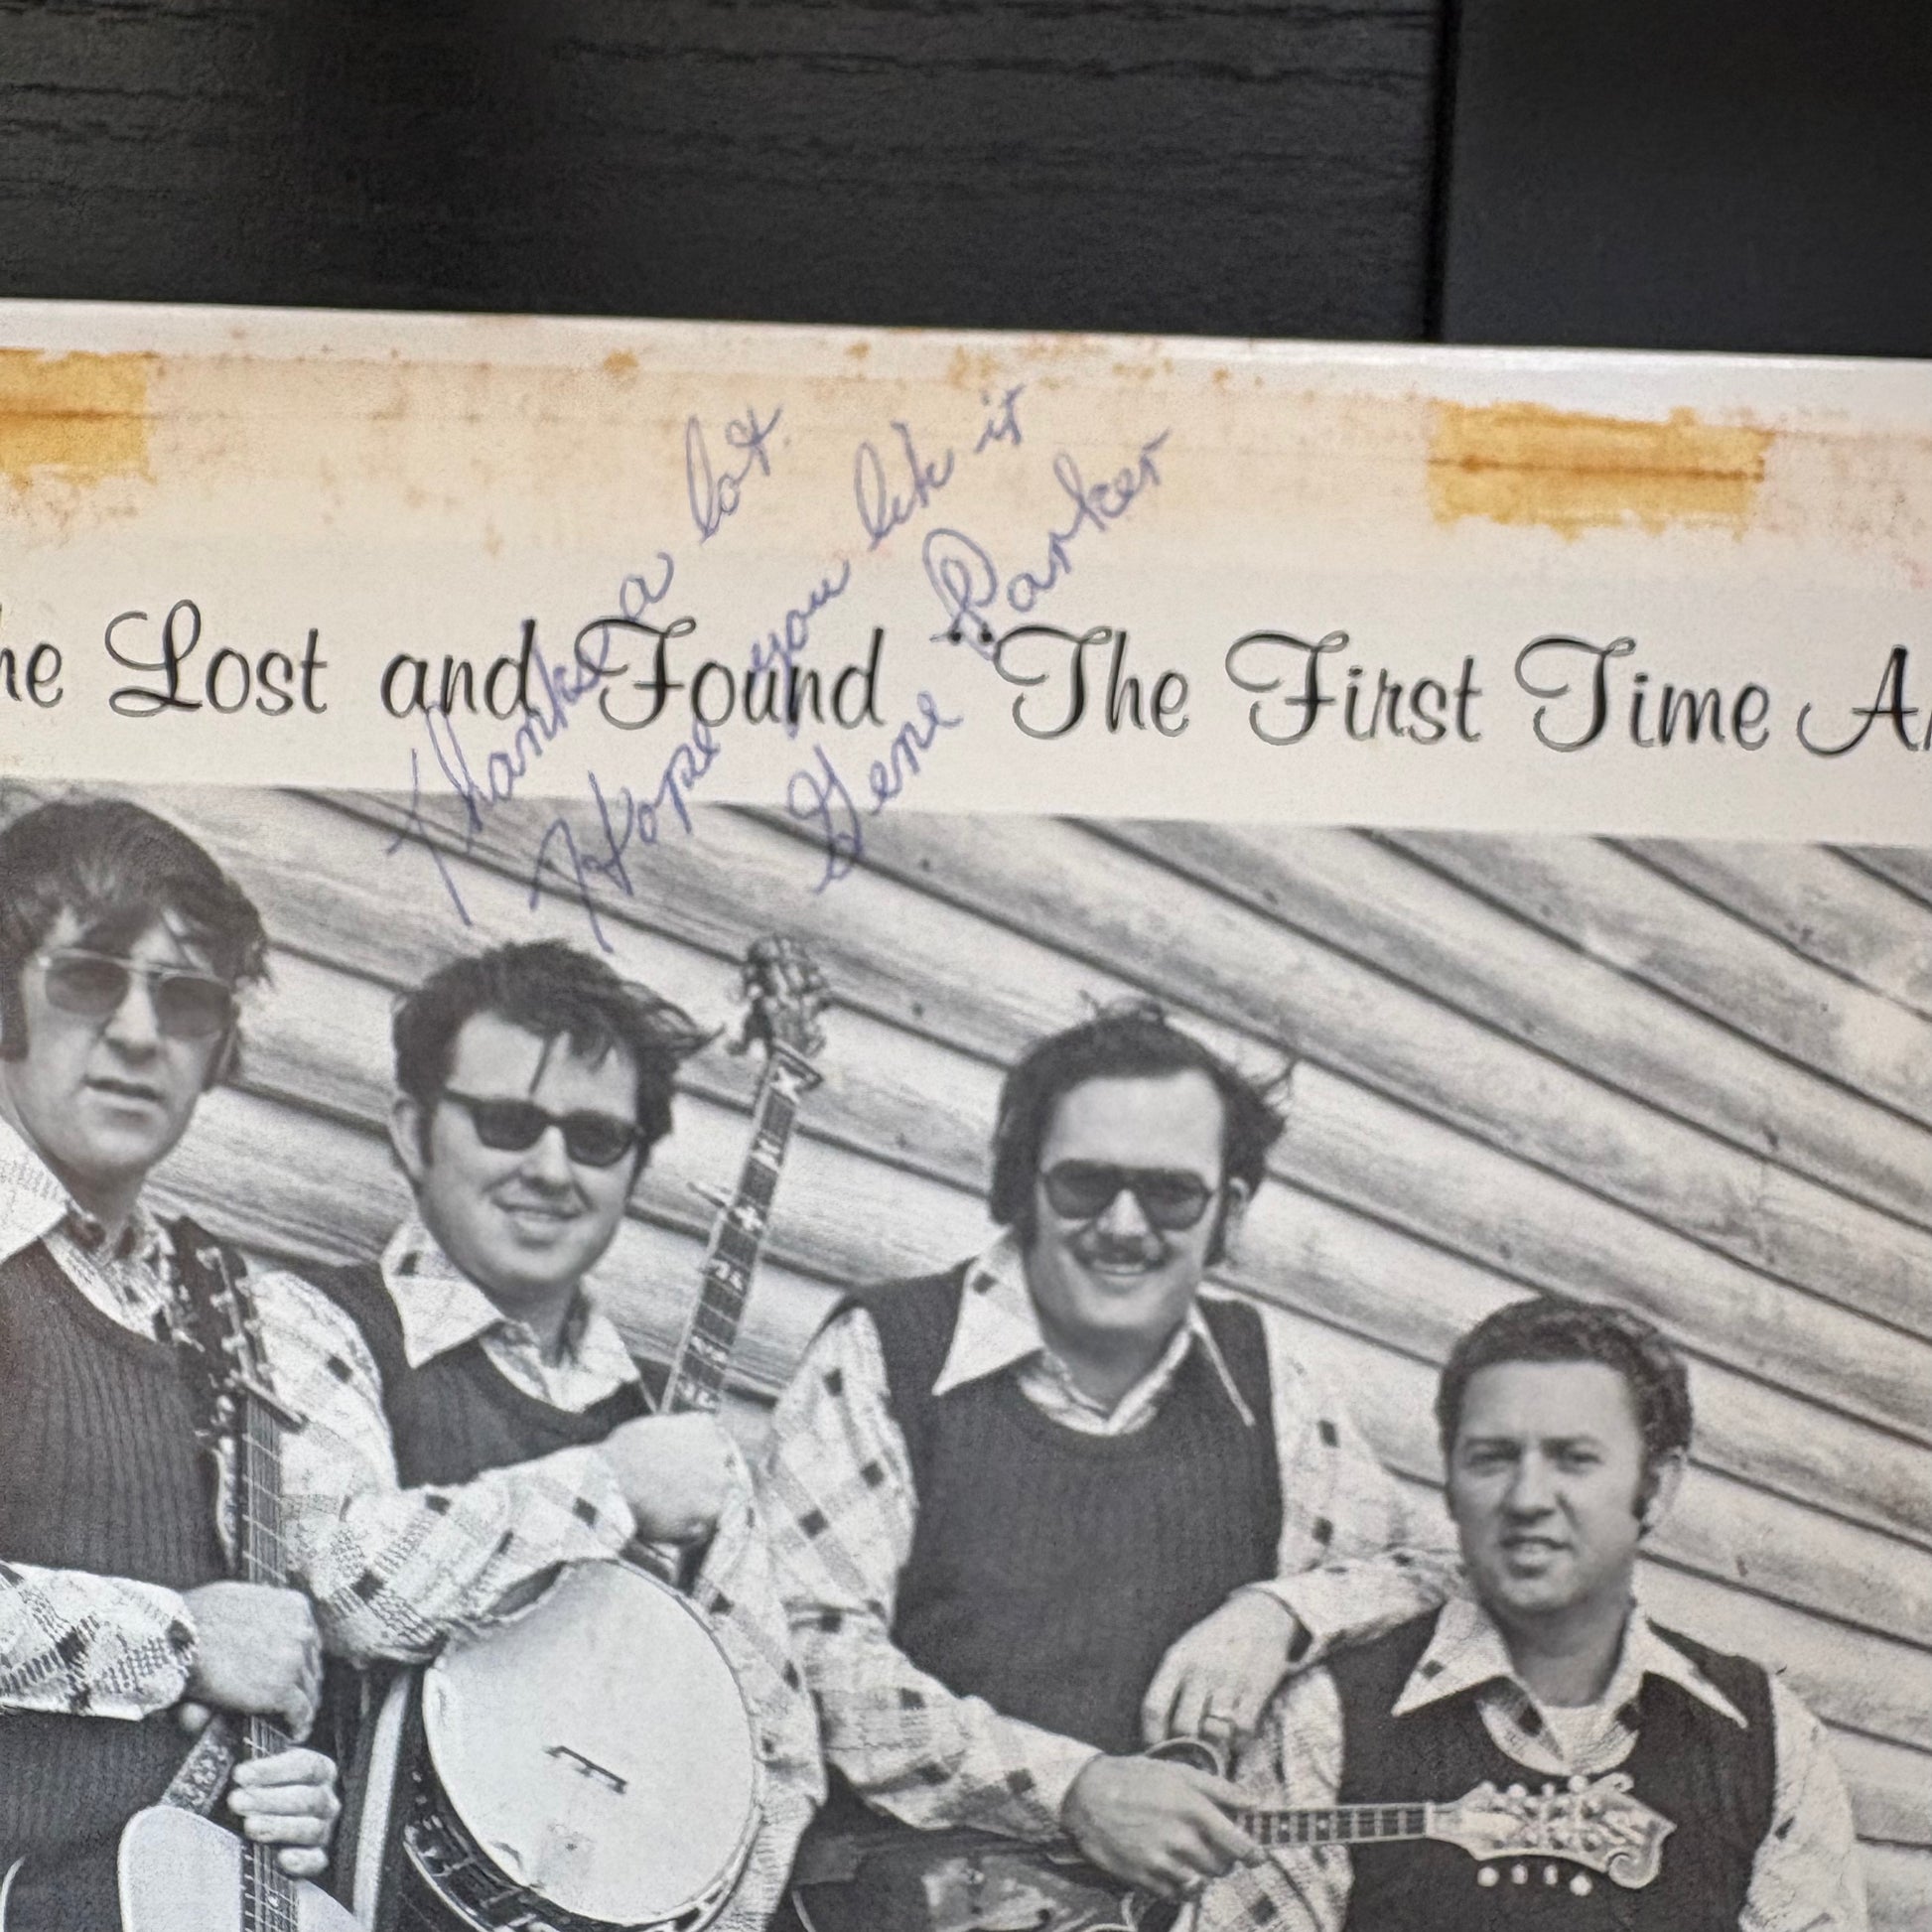 Thanks a lot.
Hope you like it
Gene Parker
he Lost and Found "The First Time A